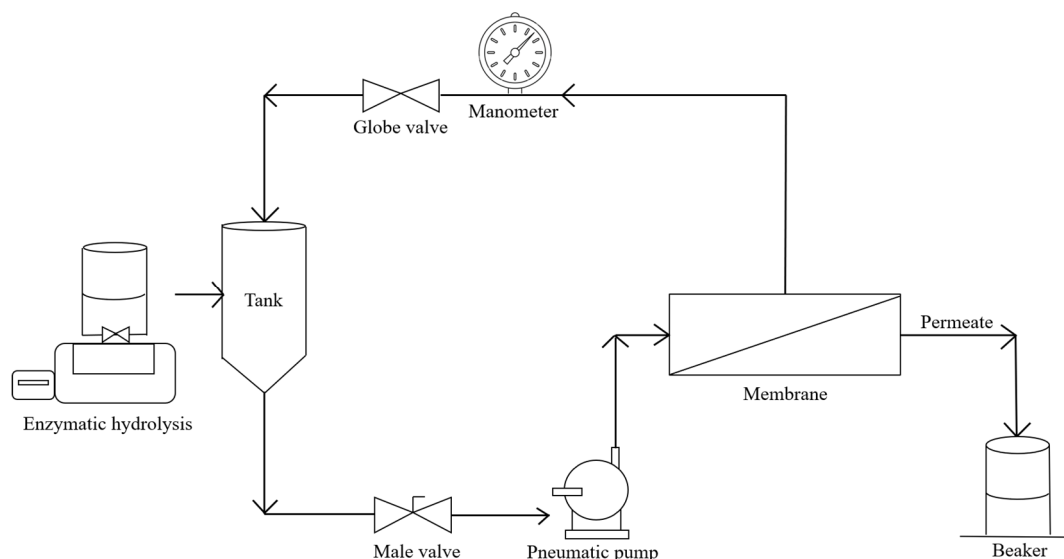 Manometer
Globe valve
Tank
Permeate
Membrane
Enzymatic hydrolysis
Male valve
Pneumatic pump
Beaker